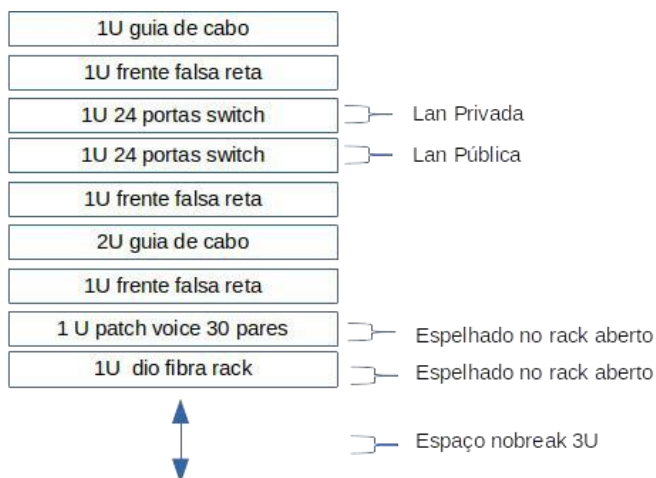 1U guia de cabo
1U frente falsa reta
1U 24 portas switch
Lan Privada
1U 24 portas switch
Lan Pública
1U frente falsa reta
2U guia de cabo
1U frente falsa reta
1 U patch voice 30 pares
Espelhado no rack aberto
1U dio fibra rack
Espelhado no rack aberto
Espaço nobreak 3U